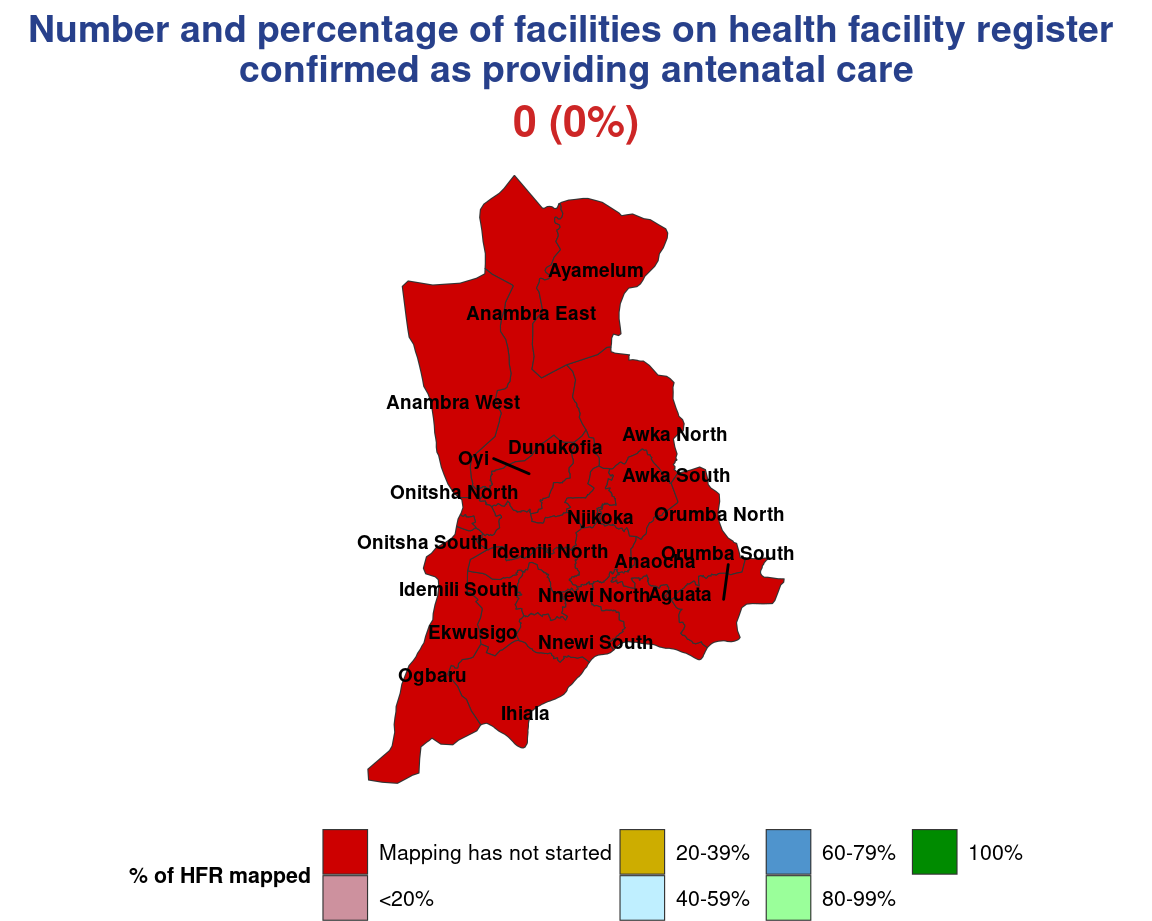 Number and percentage of facilities on health facility register
confirmed as providing antenatal care
0 (0%)
Ayamelum
Anambra East
Anambra West
Awka North
Dunukofia
Oyi
Awka South
Onitsha North
Njikoka
Orumba North
Onitsha South
Idemili North
Orumba South
Anaocha
Idemili South
Nnewi North
Aguata
Ekwusigo
Nnewi South
Ogbaru
Ihiala
% of HFR mapped
Mapping has not started
<20%
20-39%
40-59%
60-79%
80-99%
100%